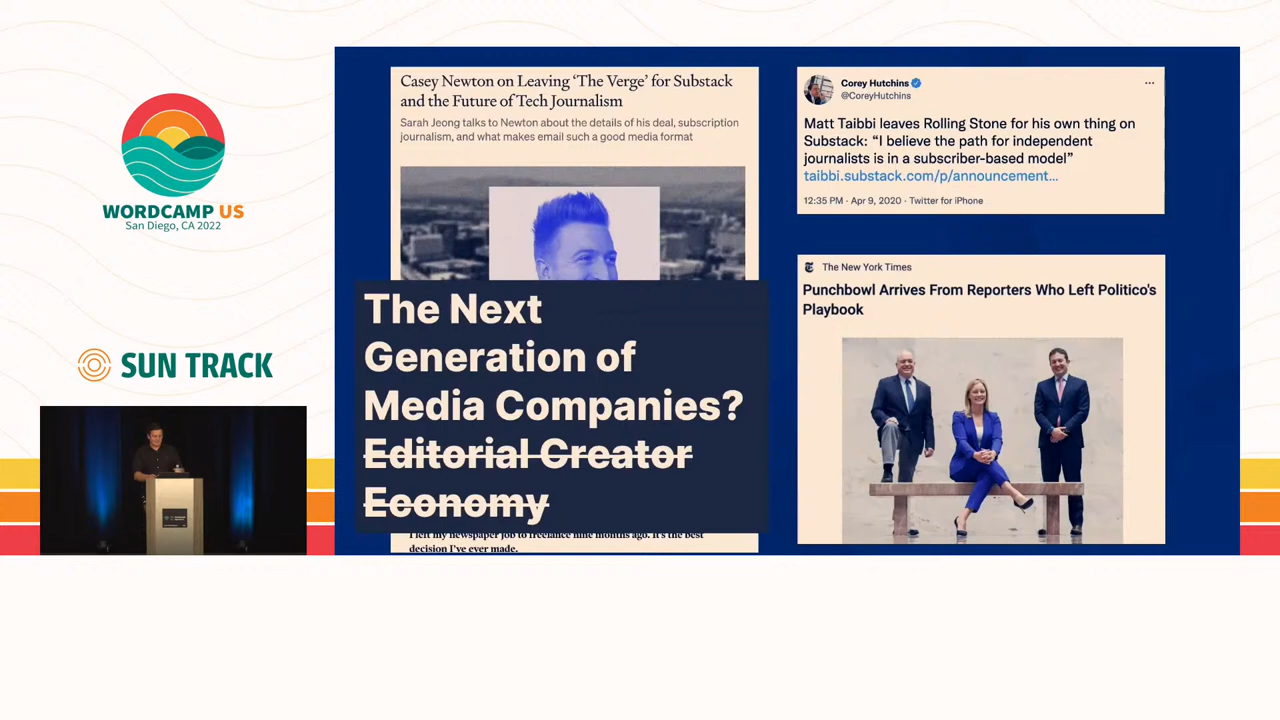 WORDCAMP US
San Diego, CA 2022
SUN TRACK
Casey Newton on Leaving ‘The Verge’ for Substack
and the Future of Tech Journalism
Sarah Jeong talks to Newton about the details of his deal, subscription
journalism, and what makes email such a good media format
The Next
Generation of
Media Companies?
Editorial Creator
Economy
I left my newspaper job to freelance nine months ago. It's the best
decision I've ever made.
Corey Hutchins
@CoreyHutchins
Matt Taibbi leaves Rolling Stone for his own thing on
Substack: “I believe the path for independent
journalists is in a subscriber-based model”
taibbi.substack.com/p/announcement…
12:35 PM · Apr 9, 2020 · Twitter for iPhone
The New York Times
Punchbowl Arrives From Reporters Who Left Politico's
Playbook